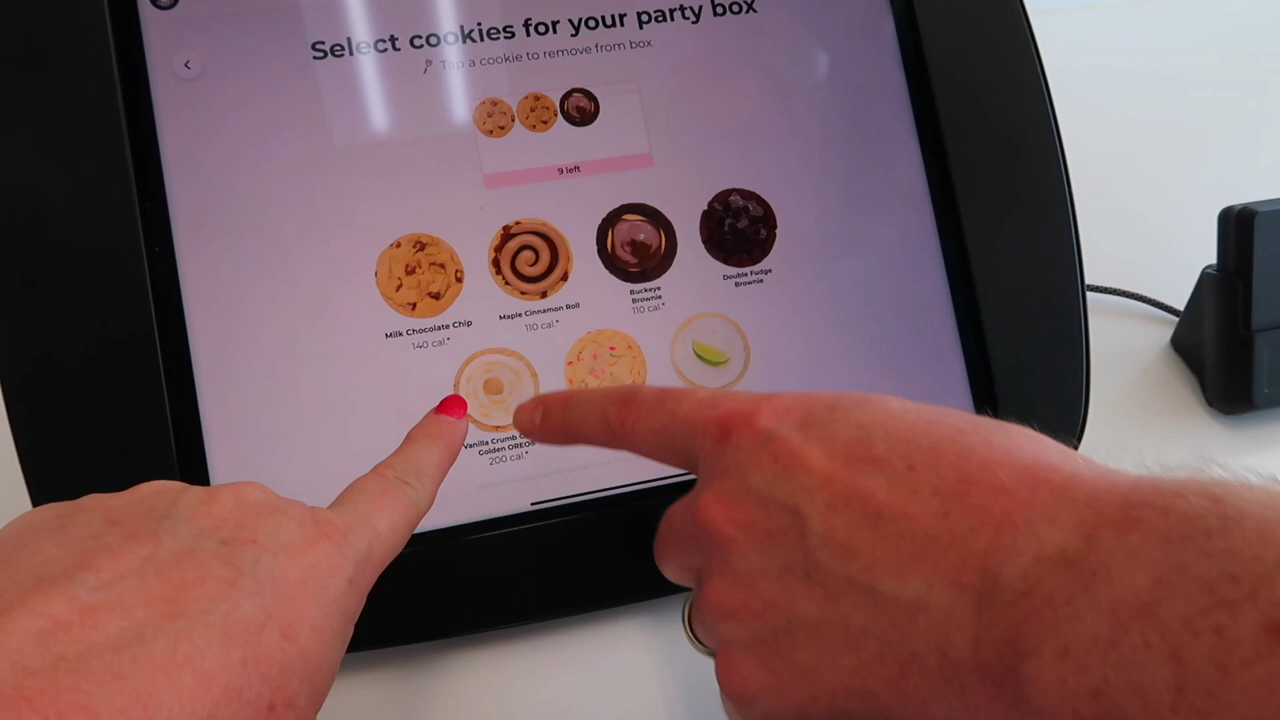 Select cookies for your party box
Tap a cookie to remove from box
9 left
Milk Chocolate Chip
140 cal.*
Maple Cinnamon Roll
110 cal.*
Buckeye
Brownie
110 cal.*
Double Fudge
Brownie
Vanilla Crumb
Golden OREO®
200 cal.*